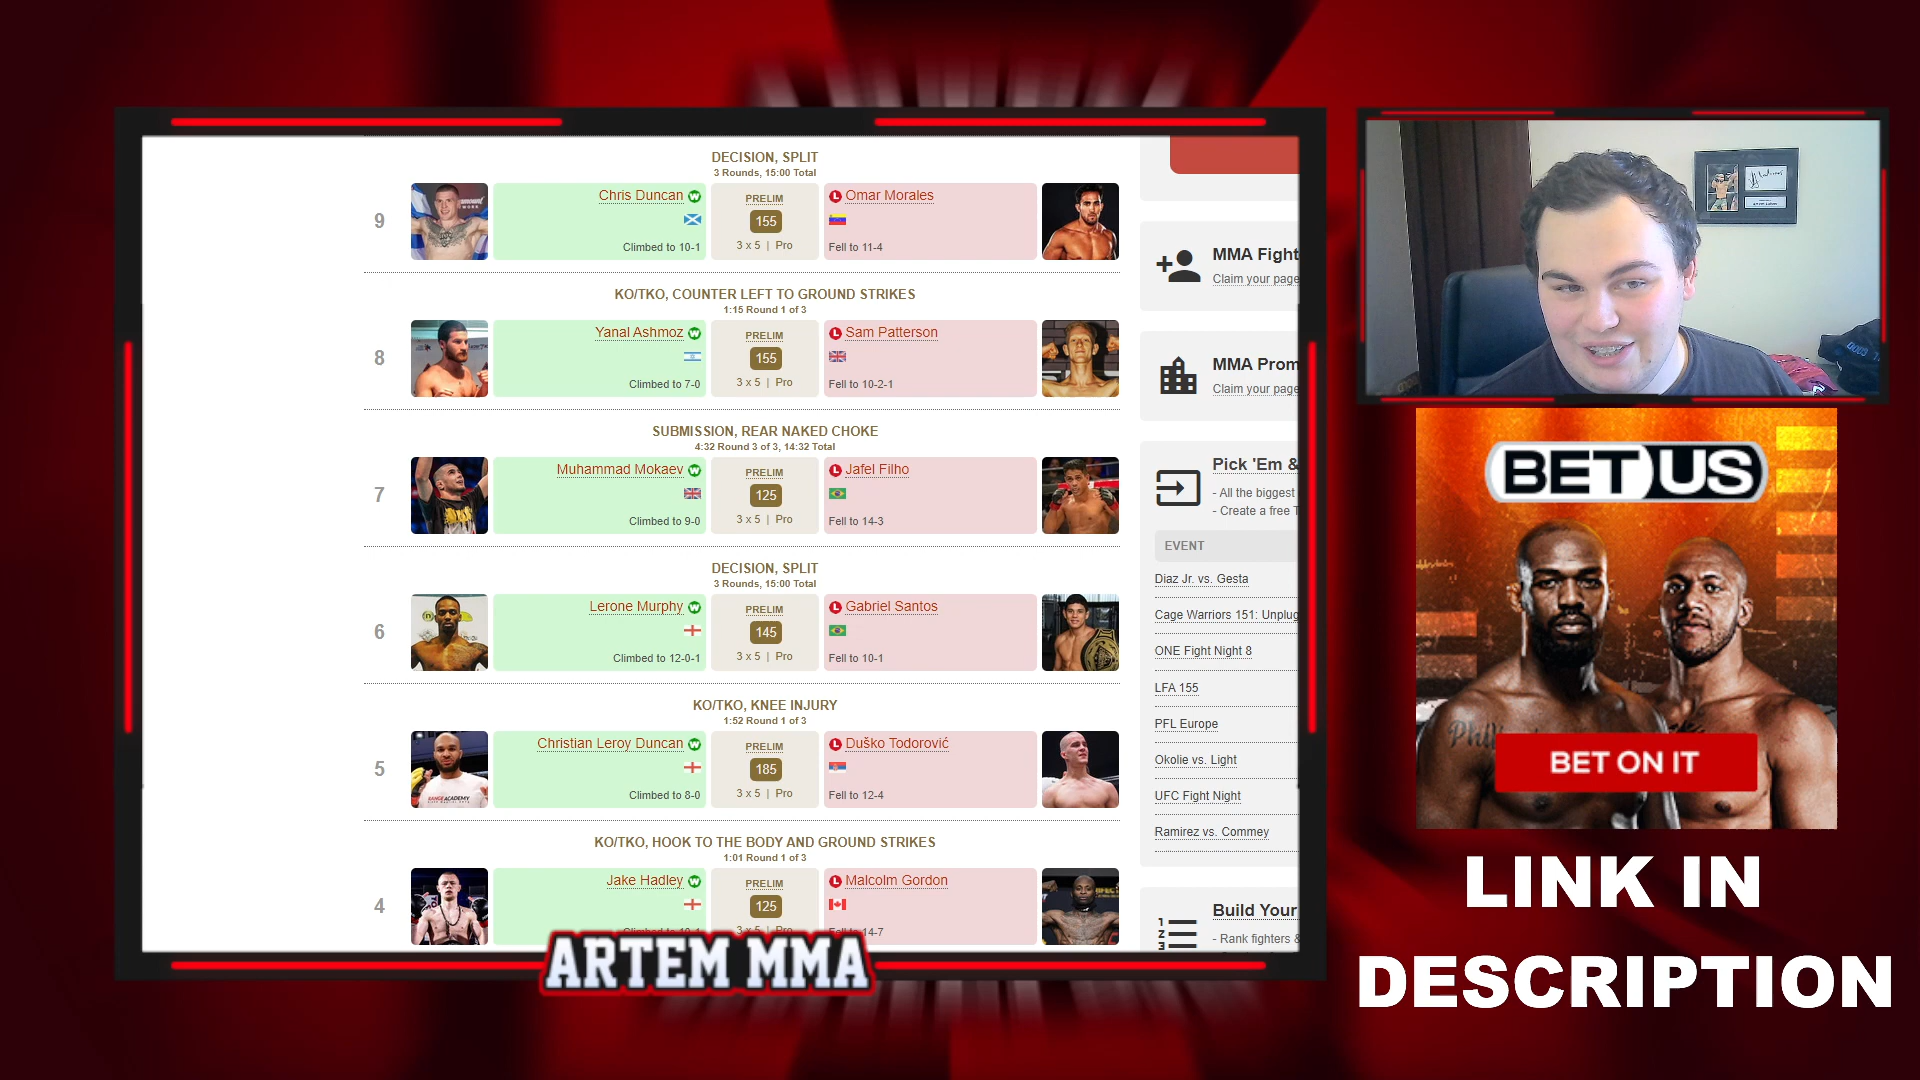 DECISION, SPLIT
3 Rounds, 15:00 Total
9
Chris Duncan W
Climbed to 10-1
PRELIM
155
3 x 5 | Pro
L Omar Morales
Fell to 11-4
KO/TKO, COUNTER LEFT TO GROUND STRIKES
1:15 Round 1 of 3
8
Yanal Ashmoz W
Climbed to 7-0
PRELIM
155
3 x 5 | Pro
L Sam Patterson
Fell to 10-2-1
SUBMISSION, REAR NAKED CHOKE
4:32 Round 3 of 3, 14:32 Total
7
Muhammad Mokaev W
Climbed to 9-0
PRELIM
125
3 x 5 | Pro
L Jafel Filho
Fell to 14-3
DECISION, SPLIT
3 Rounds, 15:00 Total
6
Lerone Murphy W
Climbed to 12-0-1
PRELIM
145
3 x 5 | Pro
L Gabriel Santos
Fell to 10-1
KO/TKO, KNEE INJURY
1:52 Round 1 of 3
5
Christian Leroy Duncan W
Climbed to 8-0
PRELIM
185
3 x 5 | Pro
L Duško Todorović
Fell to 12-4
KO/TKO, HOOK TO THE BODY AND GROUND STRIKES
1:01 Round 1 of 3
4
Jake Hadley W
PRELIM
125
3 x 5 | Pro
L Malcolm Gordon
14-7
MMA Fight
Claim your page
MMA Prom
Claim your page
Pick 'Em &
- All the biggest
- Create a free T
EVENT
Diaz Jr. vs. Gesta
Cage Warriors 151: Unplug
ONE Fight Night 8
LFA 155
PFL Europe
Okolie vs. Light
UFC Fight Night
Ramirez vs. Commey
1
2
3
Build Your
- Rank fighters &
ARTEM MMA
BETUS
BET ON IT
LINK IN
DESCRIPTION